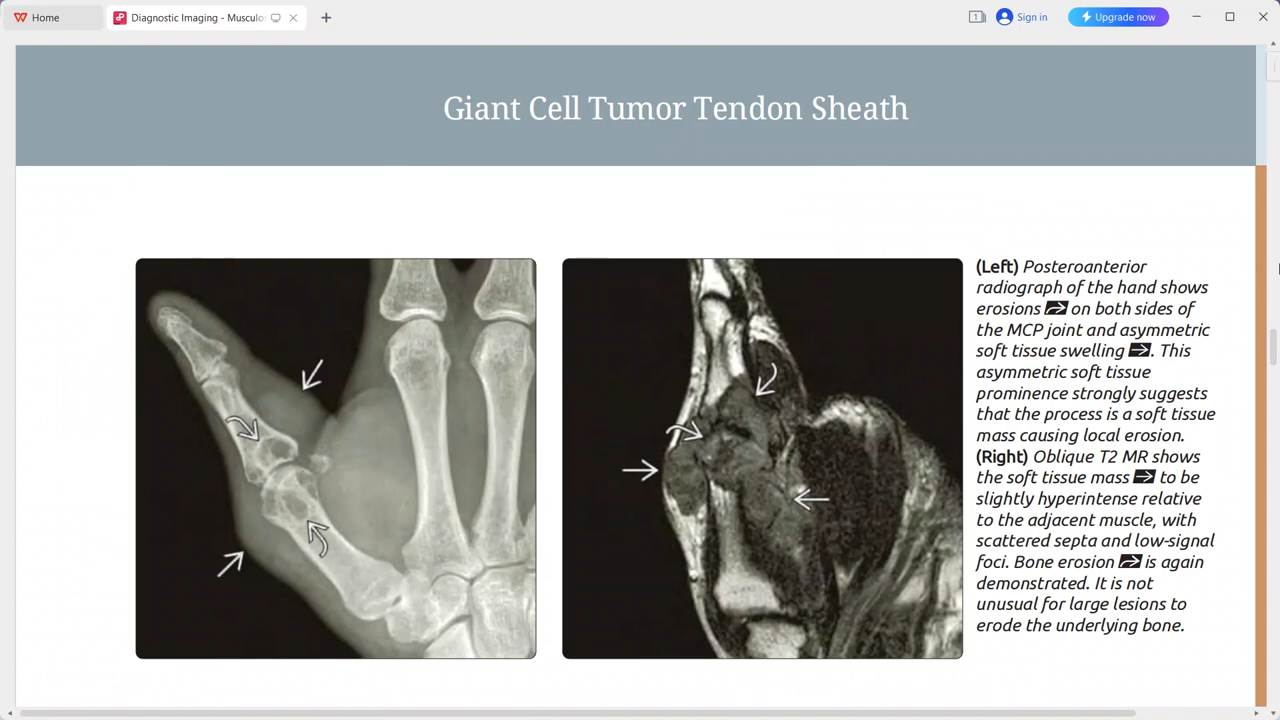 Home
Diagnostic Imaging - Musculos
1
Sign in
Upgrade now
Giant Cell Tumor Tendon Sheath
(Left) Posteroanterior
radiograph of the hand shows
erosions on both sides of
the MCP joint and asymmetric
soft tissue swelling . This
asymmetric soft tissue
prominence strongly suggests
that the process is a soft tissue
mass causing local erosion.
(Right) Oblique T2 MR shows
the soft tissue mass to be
slightly hyperintense relative
to the adjacent muscle, with
scattered septa and low-signal
foci. Bone erosion is again
demonstrated. It is not
unusual for large lesions to
erode the underlying bone.